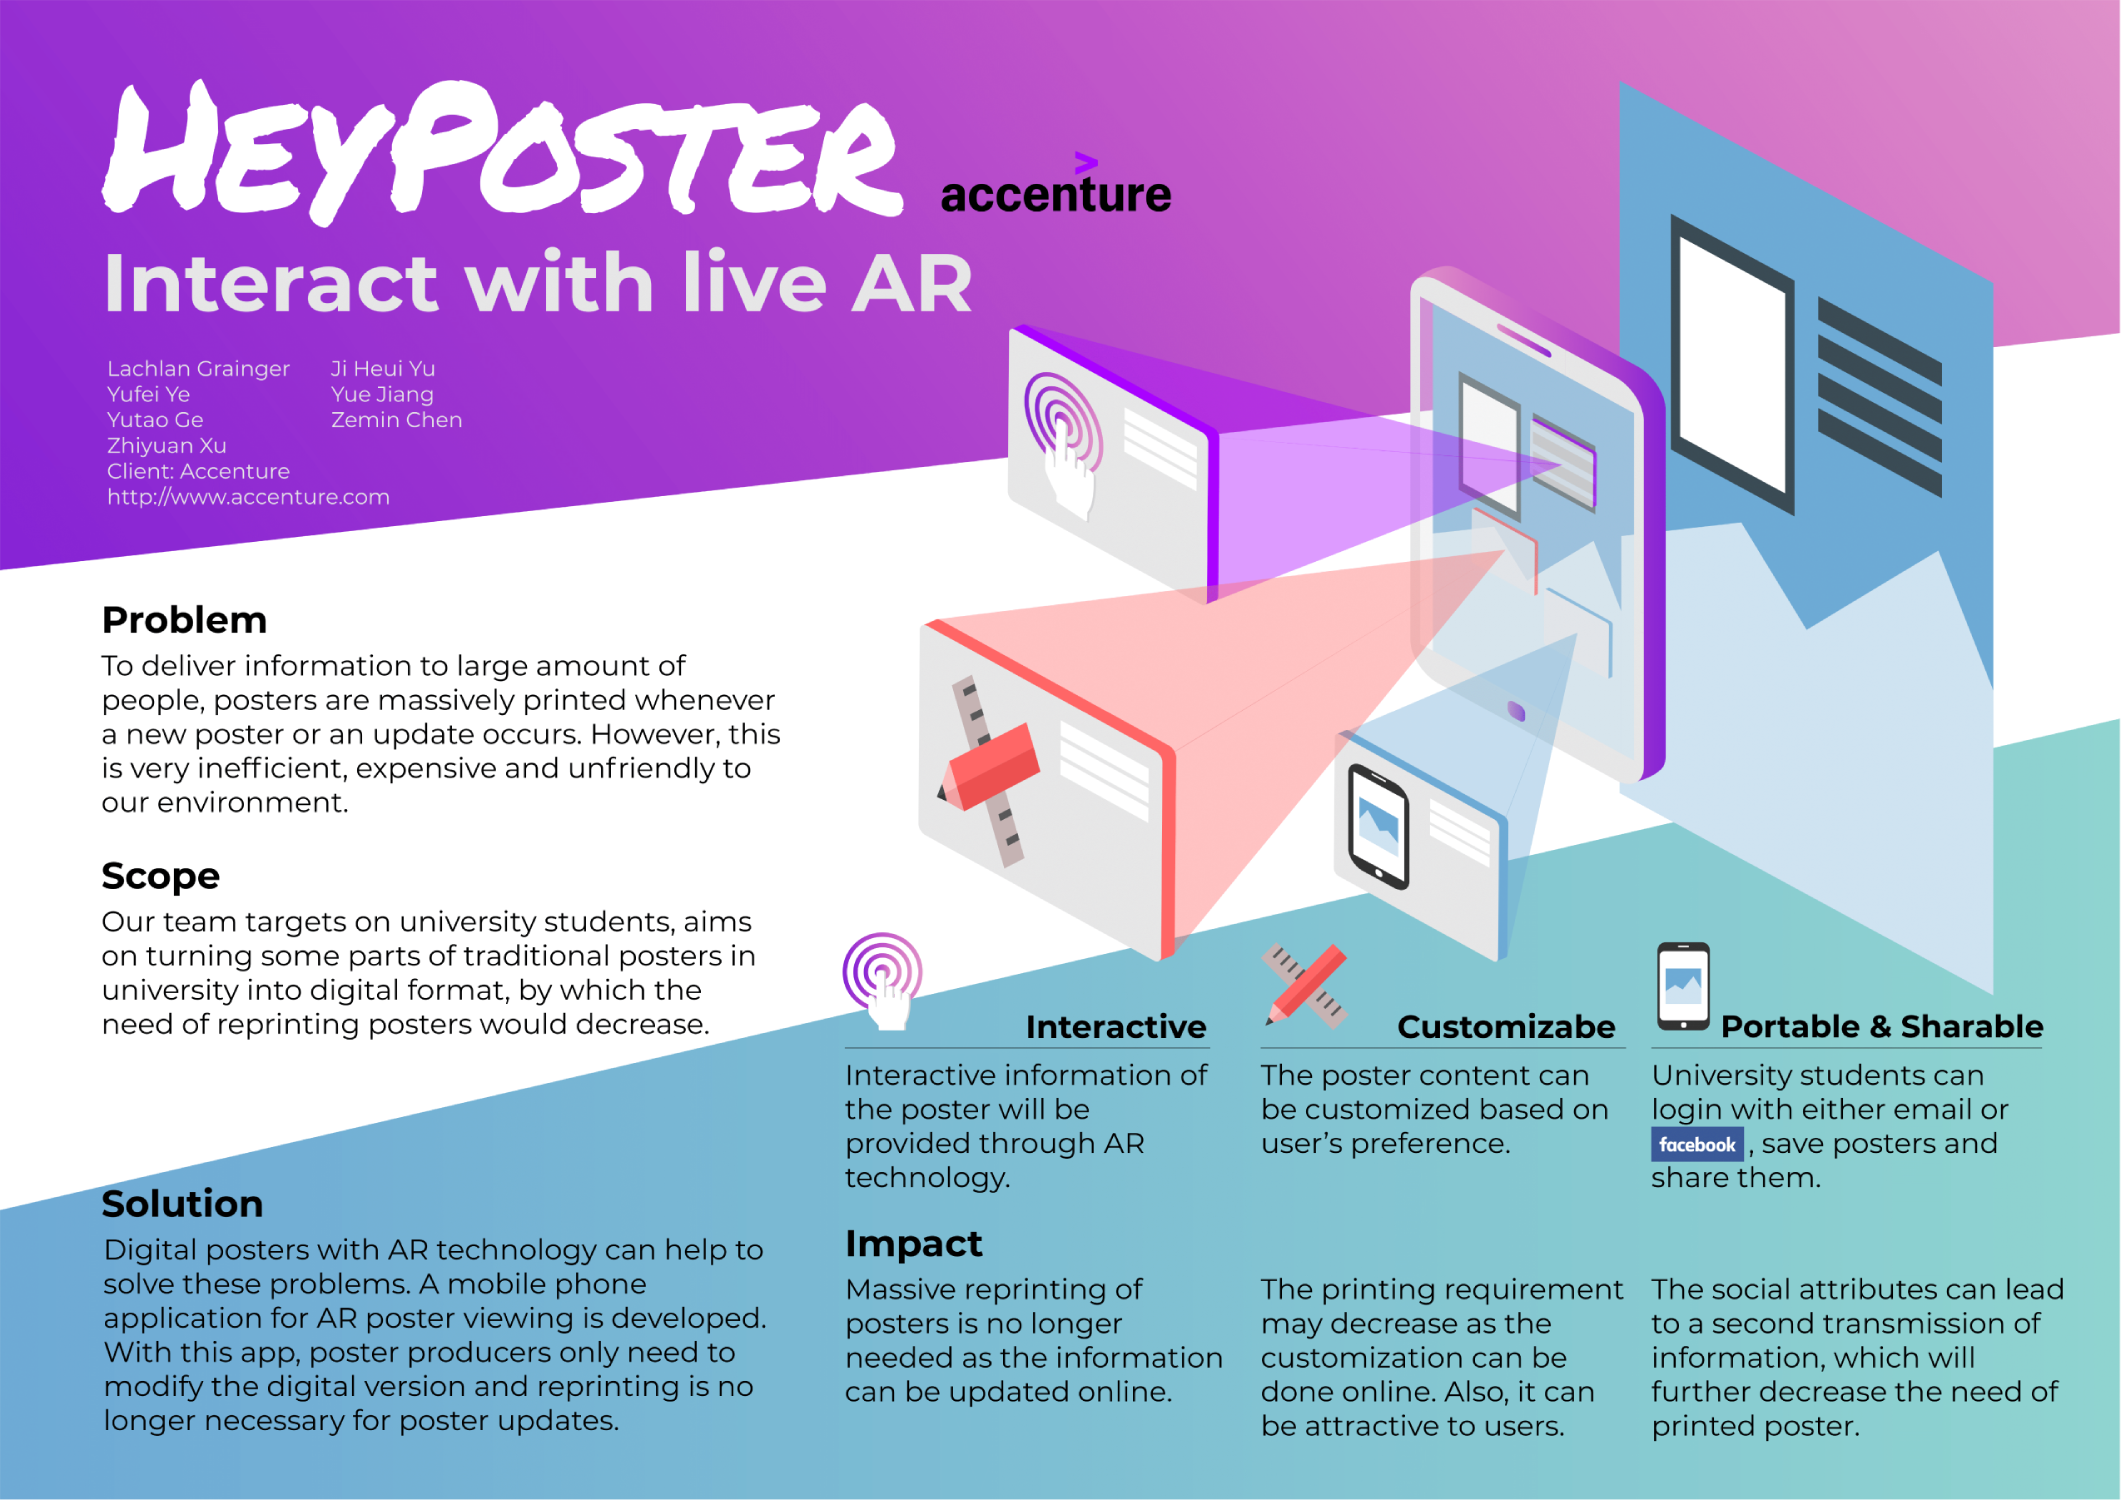 HEYPOSTER
>
accenture
Interact with live AR
Lachlan Grainger
Yufei Ye
Yutao Ge
Zhiyuan Xu
Client: Accenture
http://www.accenture.com
Ji Heui Yu
Yue Jiang
Zemin Chen
Problem
To deliver information to large amount of
people, posters are massively printed whenever
a new poster or an update occurs. However, this
is very inefficient, expensive and unfriendly to
our environment.
Scope
Our team targets on university students, aims
on turning some parts of traditional posters in
university into digital format, by which the
need of reprinting posters would decrease.
Solution
Digital posters with AR technology can help to
solve these problems. A mobile phone
application for AR poster viewing is developed.
With this app, poster producers only need to
modify the digital version and reprinting is no
longer necessary for poster updates.
Interactive
Interactive information of
the poster will be
provided through AR
technology.
Customizabe
The poster content can
be customized based on
user’s preference.
Portable & Sharable
University students can
login with either email or
facebook , save posters and
share them.
Impact
Massive reprinting of
posters is no longer
needed as the information
can be updated online.
The printing requirement
may decrease as the
customization can be
done online. Also, it can
be attractive to users.
The social attributes can lead
to a second transmission of
information, which will
further decrease the need of
printed poster.